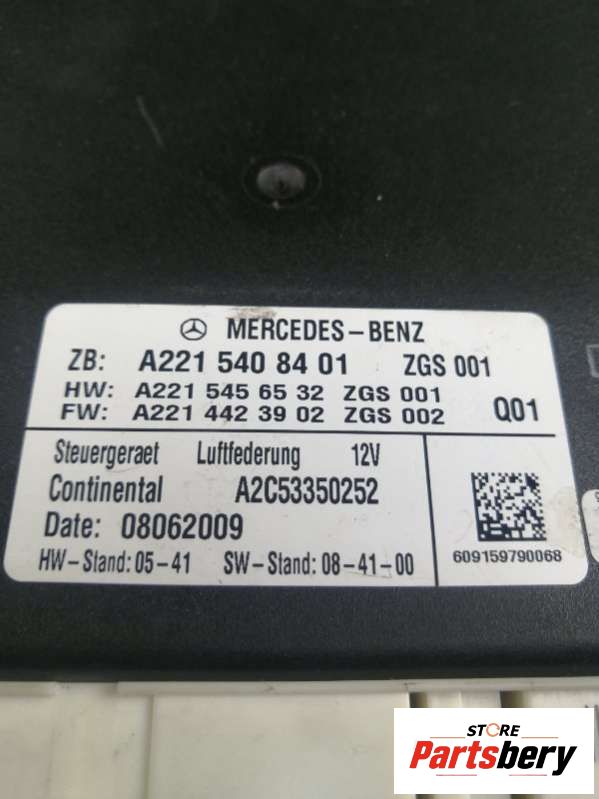 MERCEDES-BENZ
ZB: A221 540 84 01 ZGS 001
HW: A221 545 65 32 ZGS 001
FW: A221 442 39 02 ZGS 002 Q01
Steuergeraet Luftfederung 12V
Continental A2C53350252
Date: 08062009
HW-Stand: 05-41 SW-Stand: 08-41-00
609159790068
STORE
Partsbery